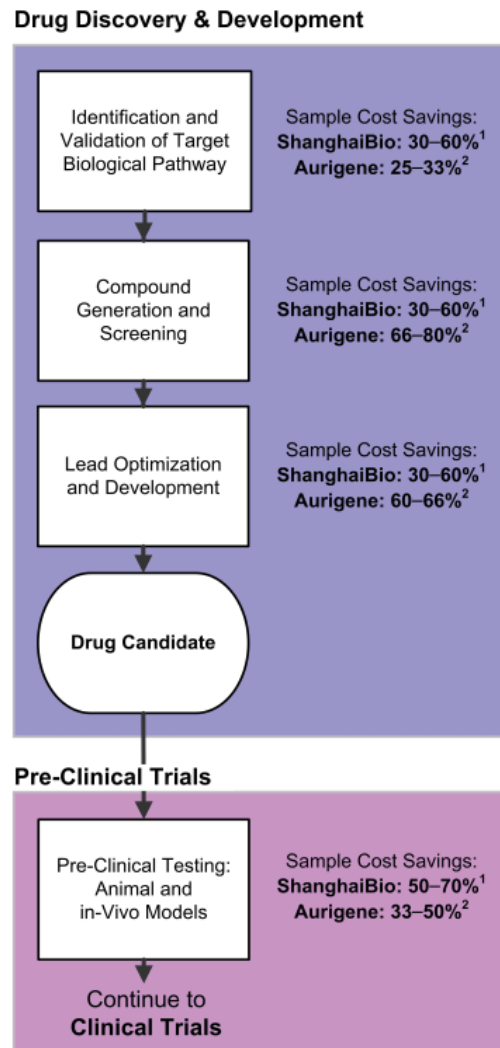 Drug Discovery & Development
Identification and
Validation of Target
Biological Pathway
Sample Cost Savings:
ShanghaiBio: 30–60%¹
Aurigene: 25–33%²
Compound
Generation and
Screening
Sample Cost Savings:
ShanghaiBio: 30–60%¹
Aurigene: 66–80%²
Lead Optimization
and Development
Sample Cost Savings:
ShanghaiBio: 30–60%¹
Aurigene: 60–66%²
Drug Candidate
Pre-Clinical Trials
Pre-Clinical Testing:
Animal and
in-Vivo Models
Sample Cost Savings:
ShanghaiBio: 50–70%¹
Aurigene: 33–50%²
Continue to
Clinical Trials